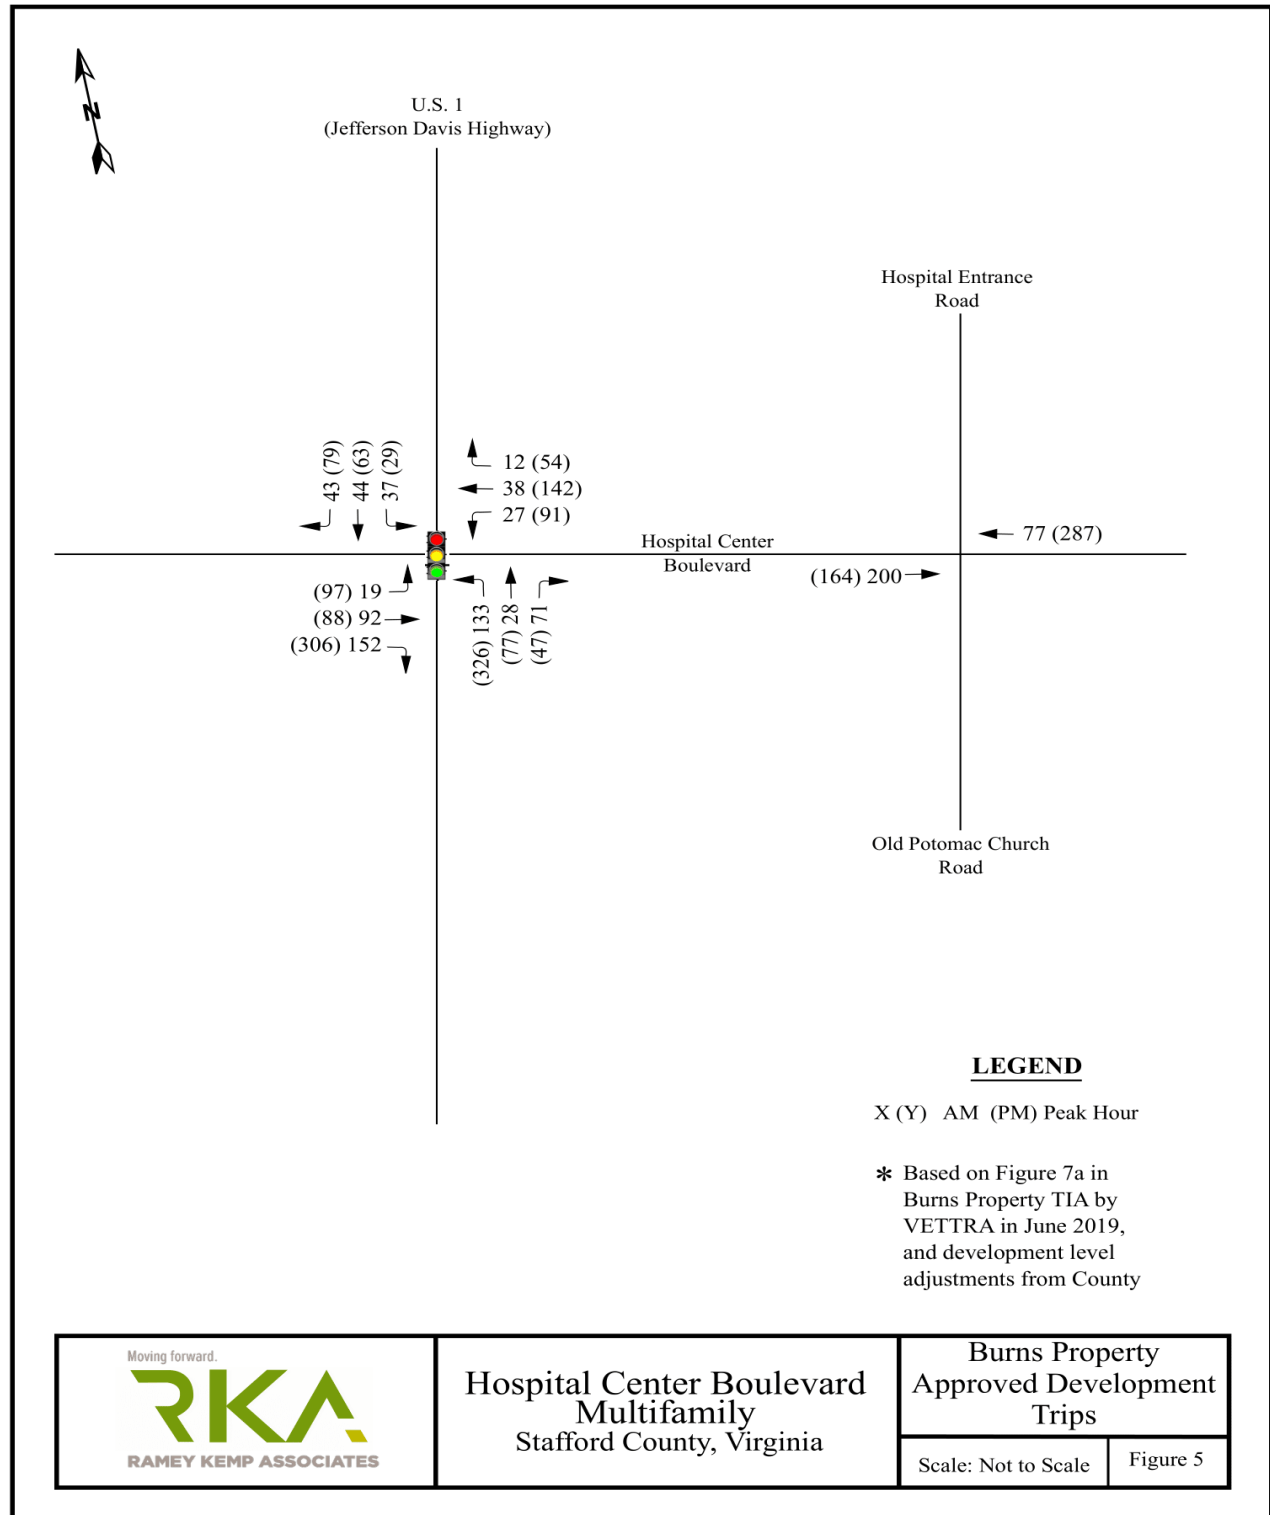 N
U.S. 1
(Jefferson Davis Highway)
Hospital Entrance
Road
43 (79)
44 (63)
37 (29)
12 (54)
38 (142)
27 (91)
Hospital Center
Boulevard
77 (287)
(164) 200
(97) 19
(88) 92
(306) 152
(326) 133
(77) 28
(47) 71
Old Potomac Church
Road
LEGEND
X (Y) AM (PM) Peak Hour
* Based on Figure 7a in
Burns Property TIA by
VETTRA in June 2019,
and development level
adjustments from County
Moving forward.
RKA
RAMEY KEMP ASSOCIATES
Hospital Center Boulevard
Multifamily
Stafford County, Virginia
Burns Property
Approved Development
Trips
Scale: Not to Scale
Figure 5